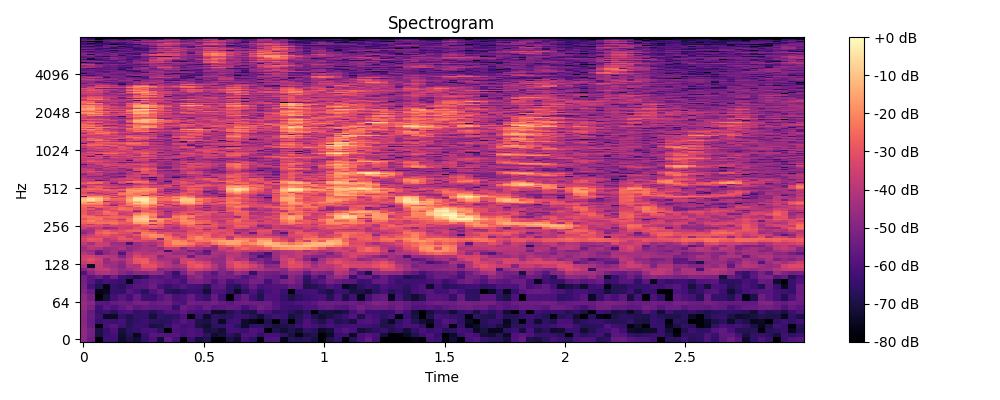 Spectrogram
Hz
4096
2048
1024
512
256
128
64
0
0
0.5
1
1.5
2
2.5
Time
+0 dB
-10 dB
-20 dB
-30 dB
-40 dB
-50 dB
-60 dB
-70 dB
-80 dB